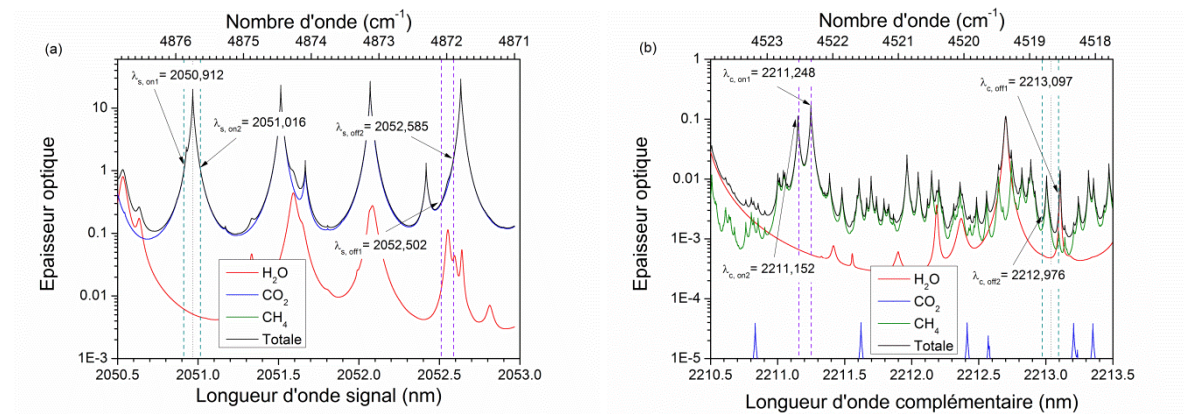 Nombre d'onde (cm⁻¹)
4876 4875 4874 4873 4872 4871
(a)
λs, on1= 2050,912
λs, on2= 2051,016
λs, off2= 2052,585
λs, off1= 2052,502
Epaisseur optique
10
1
0.1
0.01
1E-3
H₂O
CO₂
CH₄
Totale
2050.5 2051.0 2051.5 2052.0 2052.5 2053.0
Longueur d'onde signal (nm)
Nombre d'onde (cm⁻¹)
4523 4522 4521 4520 4519 4518
(b)
λc, on1= 2211,248
λc, off1= 2213,097
λc, on2= 2211,152
λc, off2= 2212,976
Epaisseur optique
1
0.1
0.01
1E-3
1E-4
1E-5
H₂O
CO₂
CH₄
Totale
2210.5 2211.0 2211.5 2212.0 2212.5 2213.0 2213.5
Longueur d'onde complémentaire (nm)